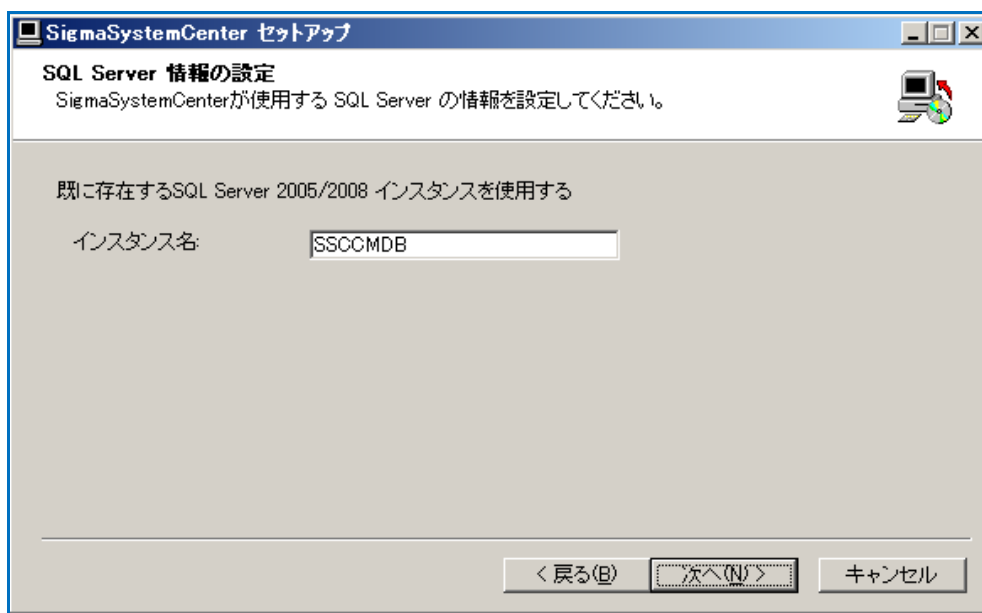 SigmaSystemCenter セットアップ
SQL Server 情報の設定
SigmaSystemCenterが使用する SQL Server の情報を設定してください。
既に存在するSQL Server 2005/2008 インスタンスを使用する
インスタンス名:
SSCCMDB
< 戻る(B)
次へ(N) >
キャンセル